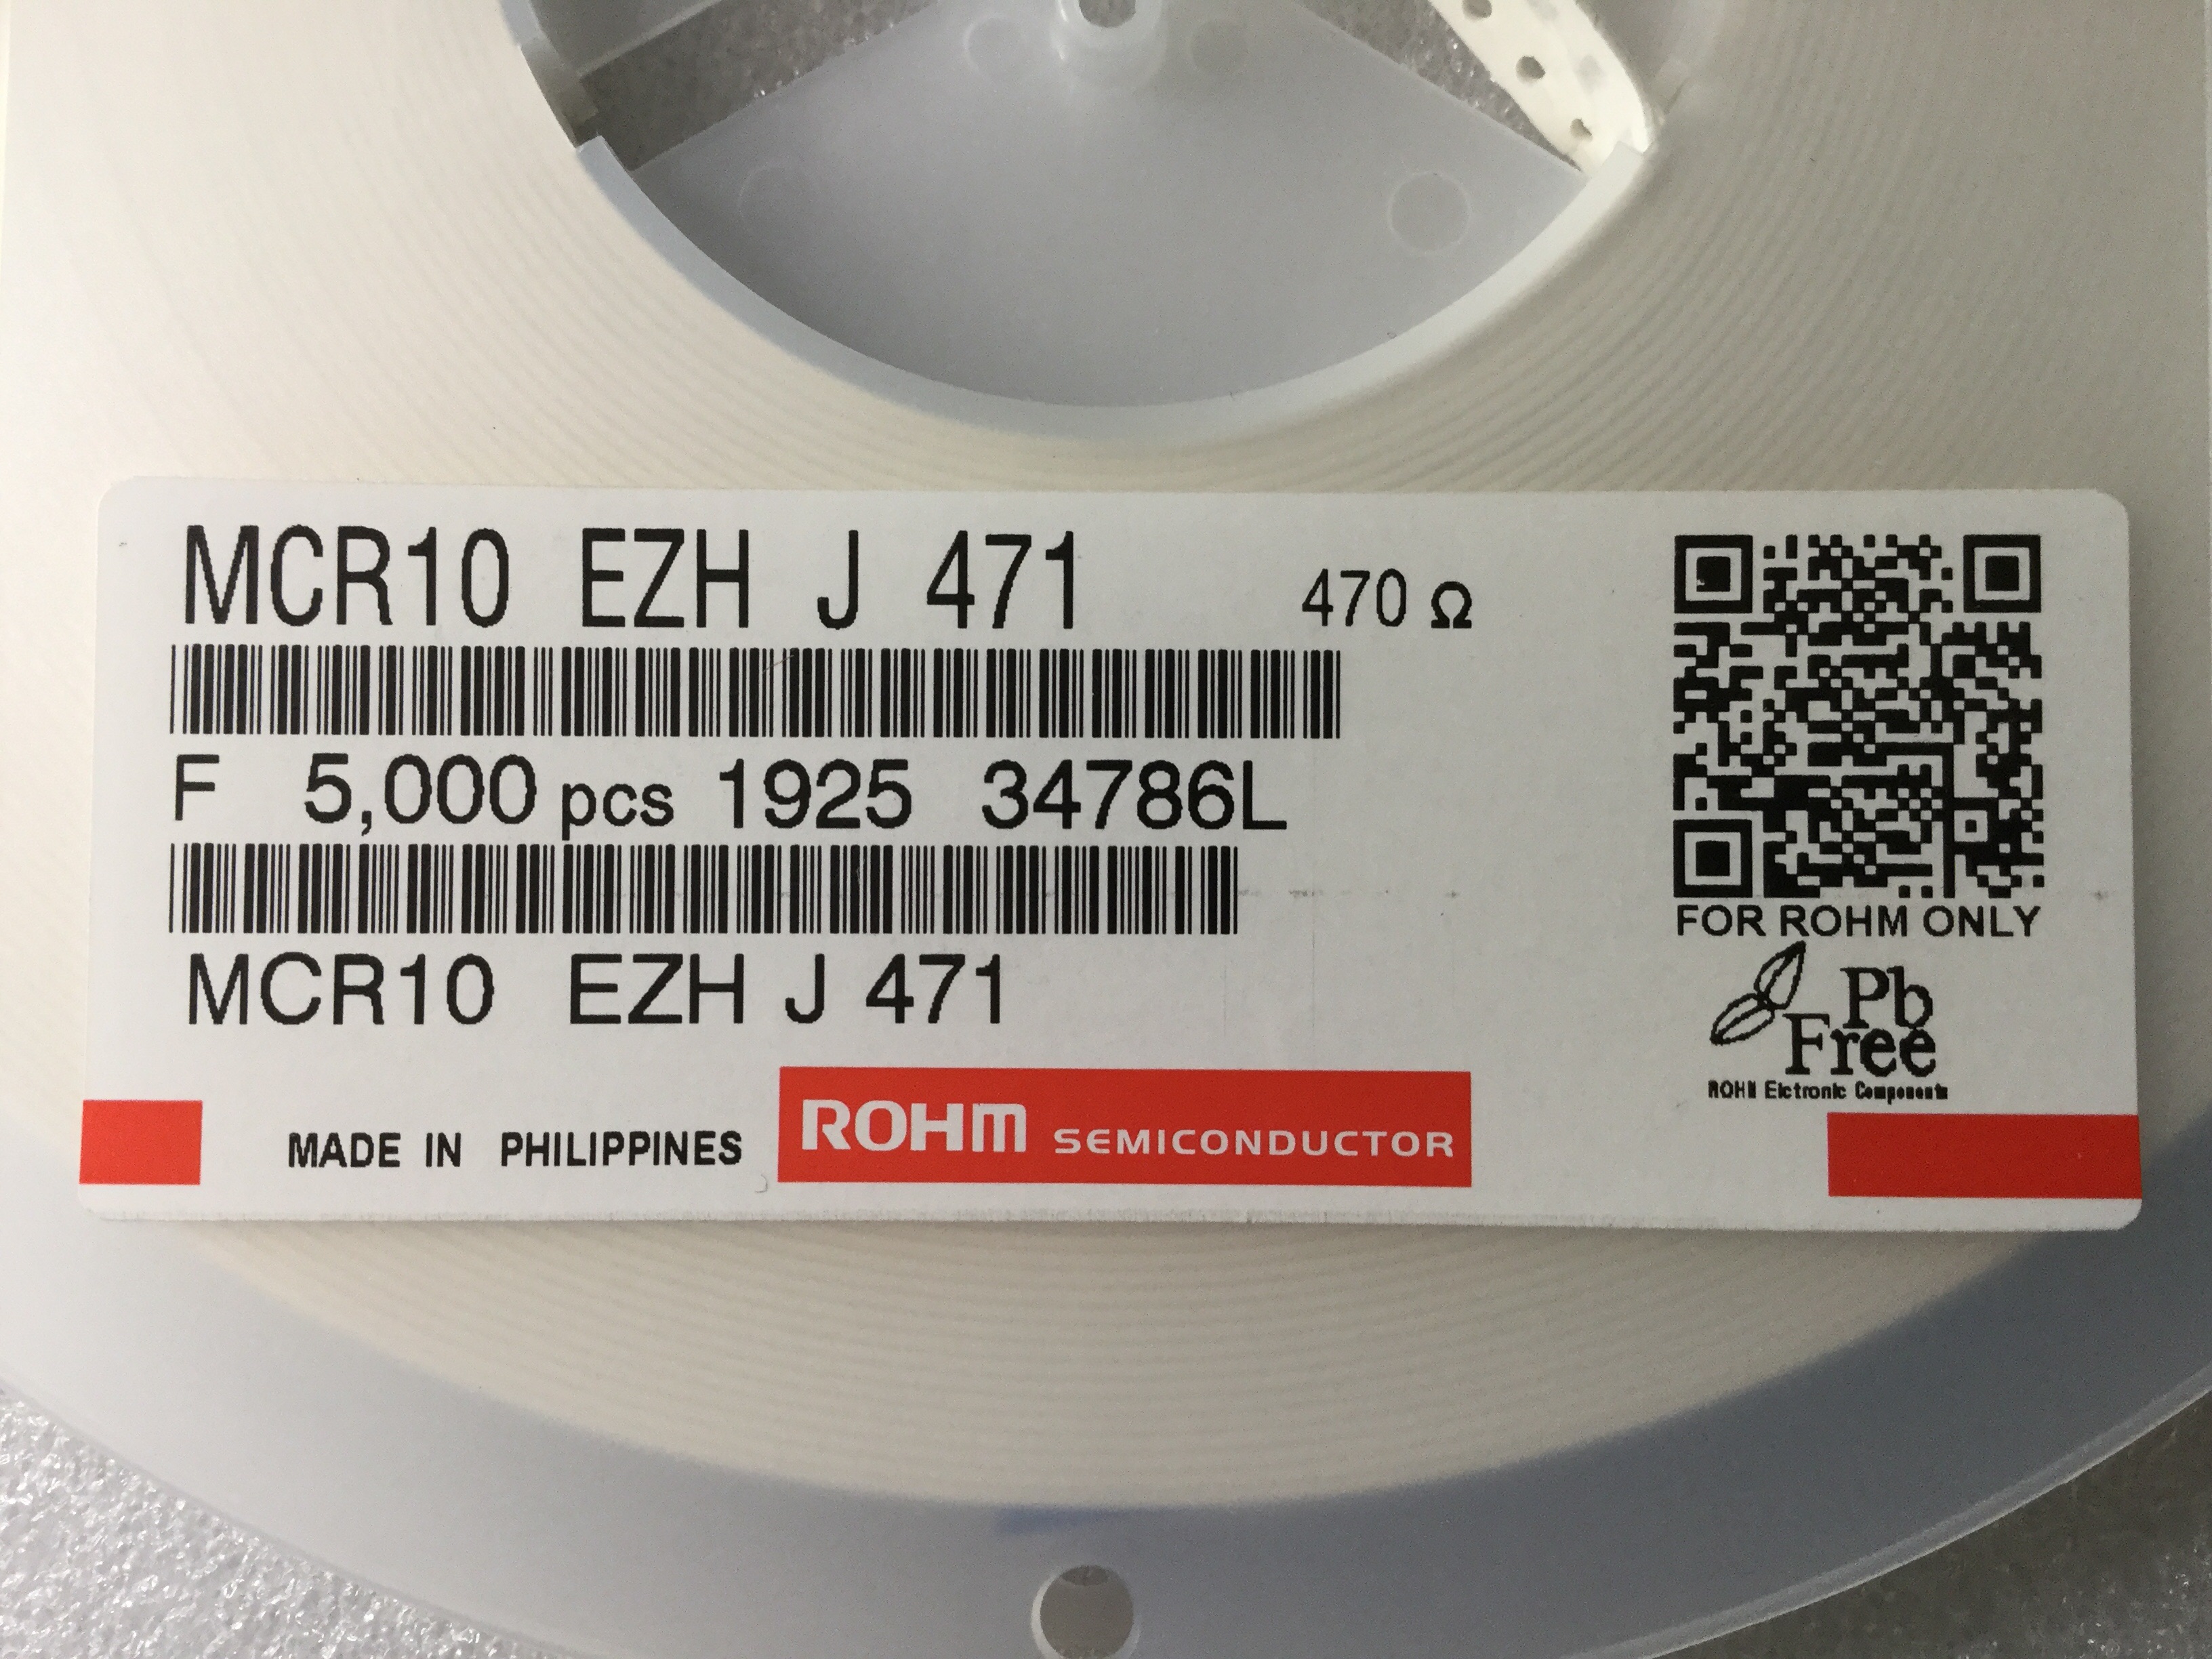 MCR10 EZH J 471 470 Ω
F 5,000 pcs 1925 34786L
MCR10 EZH J 471
FOR ROHM ONLY
Pb
Free
ROHM Elctronic Components
MADE IN PHILIPPINES
ROHM SEMICONDUCTOR